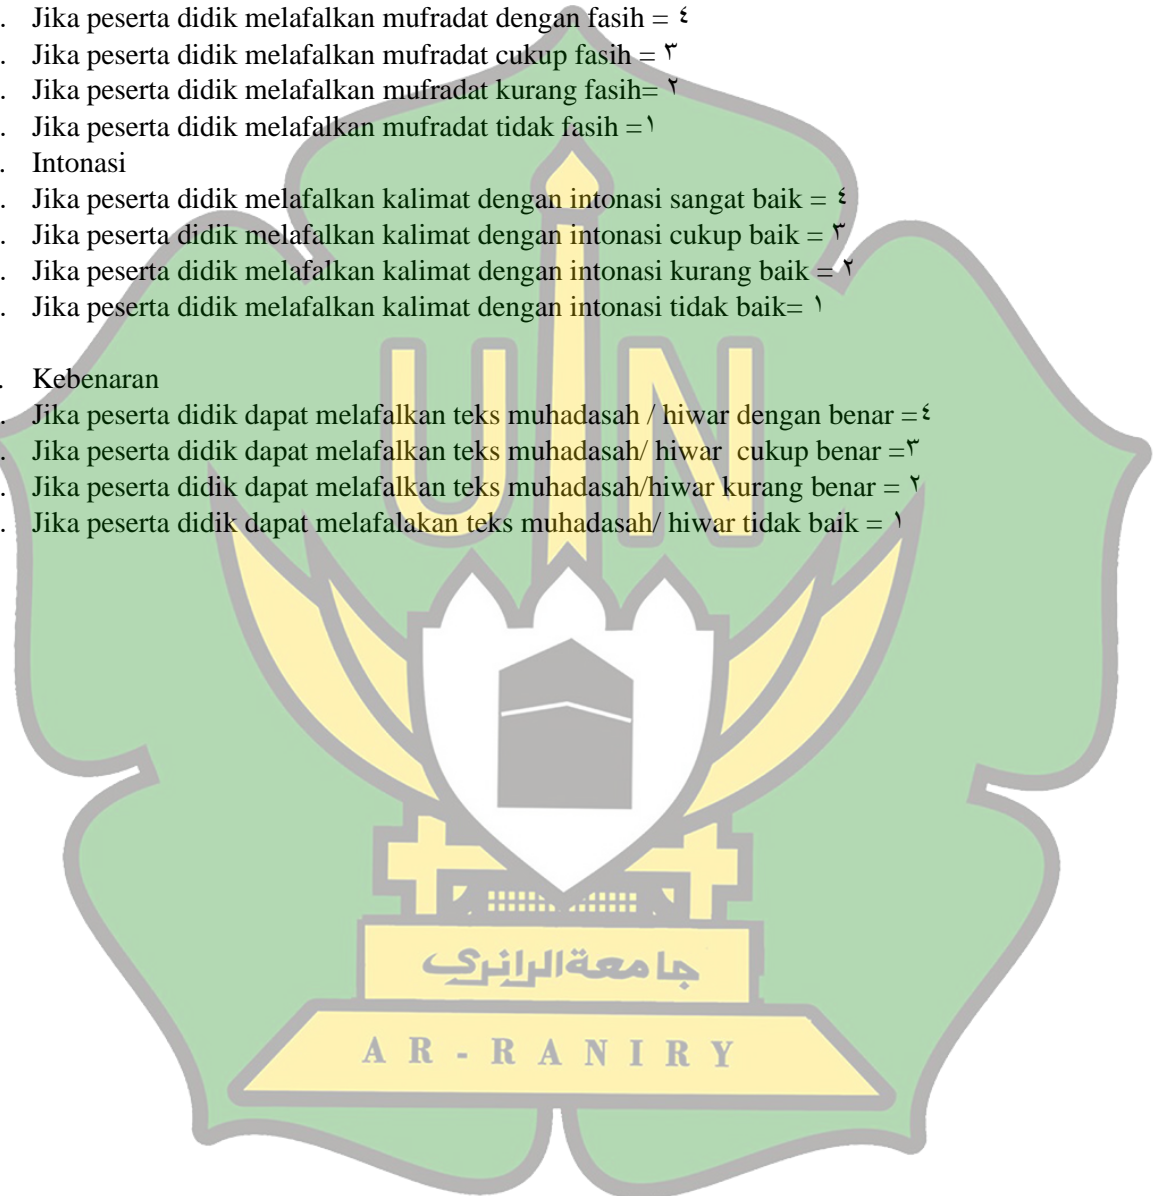 . Jika peserta didik melafalkan mufradat dengan fasih = ٤
. Jika peserta didik melafalkan mufradat cukup fasih = ٣
. Jika peserta didik melafalkan mufradat kurang fasih= ٢
. Jika peserta didik melafalkan mufradat tidak fasih =١
. Intonasi
. Jika peserta didik melafalkan kalimat dengan intonasi sangat baik = ٤
. Jika peserta didik melafalkan kalimat dengan intonasi cukup baik = ٣
. Jika peserta didik melafalkan kalimat dengan intonasi kurang baik = ٢
. Jika peserta didik melafalkan kalimat dengan intonasi tidak baik= ١
. Kebenaran
. Jika peserta didik dapat melafalkan teks muhadasah / hiwar dengan benar =٤
. Jika peserta didik dapat melafalkan teks muhadasah/ hiwar cukup benar =٣
. Jika peserta didik dapat melafalkan teks muhadasah/hiwar kurang benar = ٢
. Jika peserta didik dapat melafalakan teks muhadasah/ hiwar tidak baik = ١
UIN
جامعة الرانري
AR-RANIRY